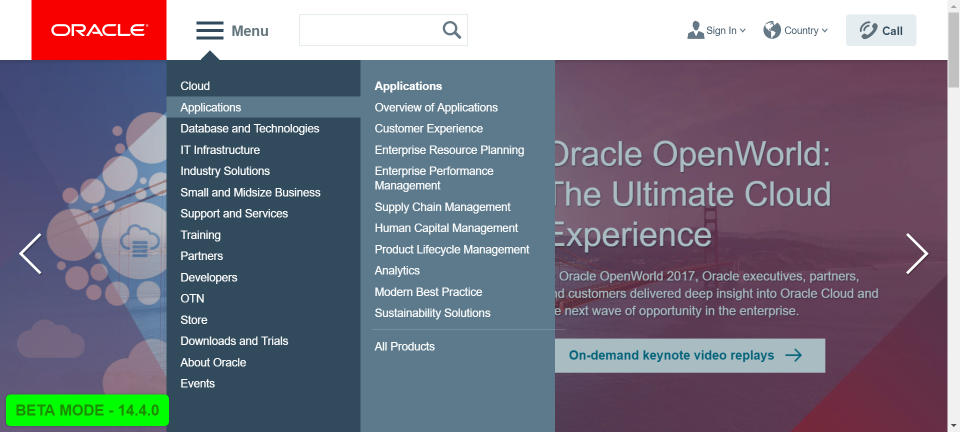 ORACLE
Menu
Sign In
Country
Call
Cloud
Applications
Database and Technologies
IT Infrastructure
Industry Solutions
Small and Midsize Business
Support and Services
Training
Partners
Developers
OTN
Store
Downloads and Trials
About Oracle
Events
Applications
Overview of Applications
Customer Experience
Enterprise Resource Planning
Enterprise Performance
Management
Supply Chain Management
Human Capital Management
Product Lifecycle Management
Analytics
Modern Best Practice
Sustainability Solutions
All Products
Oracle OpenWorld:
The Ultimate Cloud
Experience
Oracle OpenWorld 2017, Oracle executives, partners,
nd customers delivered deep insight into Oracle Cloud and
e next wave of opportunity in the enterprise.
On-demand keynote video replays
BETA MODE - 14.4.0